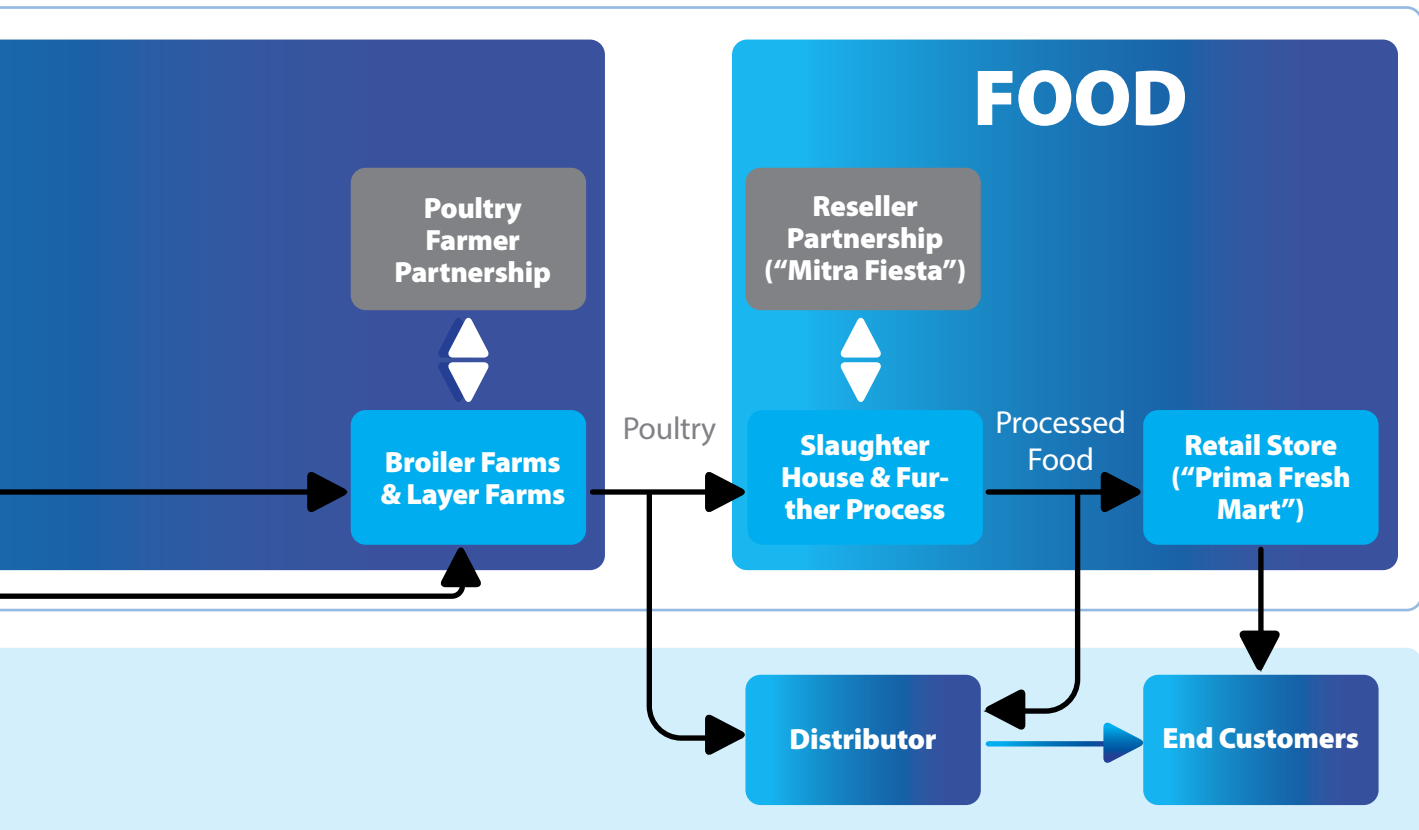 FOOD
Poultry
Farmer
Partnership
Reseller
Partnership
(“Mitra Fiesta”)
Broiler Farms
& Layer Farms
Poultry
Slaughter
House & Fur-
ther Process
Processed
Food
Retail Store
(“Prima Fresh
Mart”)
Distributor
End Customers